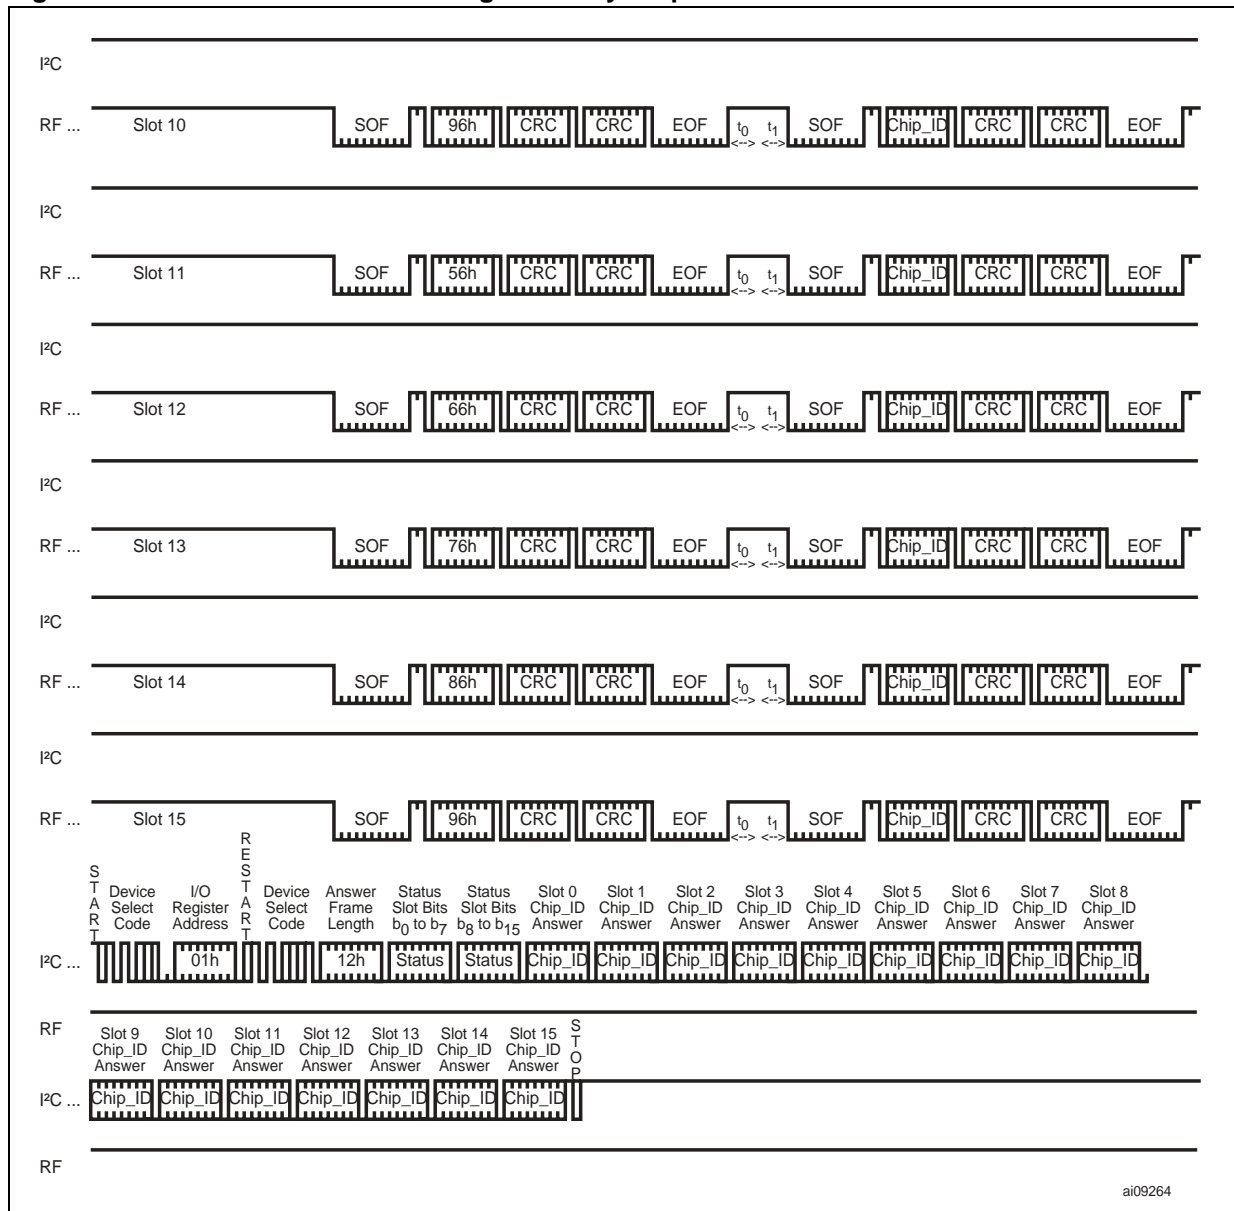 I²C
RF ... Slot 10 SOF 96h CRC CRC EOF t0 t1 SOF Chip_ID CRC CRC EOF
<--> <-->
I²C
RF ... Slot 11 SOF 56h CRC CRC EOF t0 t1 SOF Chip_ID CRC CRC EOF
<--> <-->
I²C
RF ... Slot 12 SOF 66h CRC CRC EOF t0 t1 SOF Chip_ID CRC CRC EOF
<--> <-->
I²C
RF ... Slot 13 SOF 76h CRC CRC EOF t0 t1 SOF Chip_ID CRC CRC EOF
<--> <-->
I²C
RF ... Slot 14 SOF 86h CRC CRC EOF t0 t1 SOF Chip_ID CRC CRC EOF
<--> <-->
I²C
RF ... Slot 15 SOF 96h CRC CRC EOF t0 t1 SOF Chip_ID CRC CRC EOF
<--> <-->
START
RESTART
Device I/O Device Answer Status Status Slot 0 Slot 1 Slot 2 Slot 3 Slot 4 Slot 5 Slot 6 Slot 7 Slot 8
Select Register Select Frame Slot Bits Slot Bits Chip_ID Chip_ID Chip_ID Chip_ID Chip_ID Chip_ID Chip_ID Chip_ID Chip_ID
Code Address Code Length b0 to b7 b8 to b15 Answer Answer Answer Answer Answer Answer Answer Answer Answer
I²C ... 01h 12h Status Status Chip_ID Chip_ID Chip_ID Chip_ID Chip_ID Chip_ID Chip_ID Chip_ID Chip_ID
RF
Slot 9 Slot 10 Slot 11 Slot 12 Slot 13 Slot 14 Slot 15
Chip_ID Chip_ID Chip_ID Chip_ID Chip_ID Chip_ID Chip_ID
Answer Answer Answer Answer Answer Answer Answer
STOP
I²C ... Chip_ID Chip_ID Chip_ID Chip_ID Chip_ID Chip_ID Chip_ID
RF
ai09264